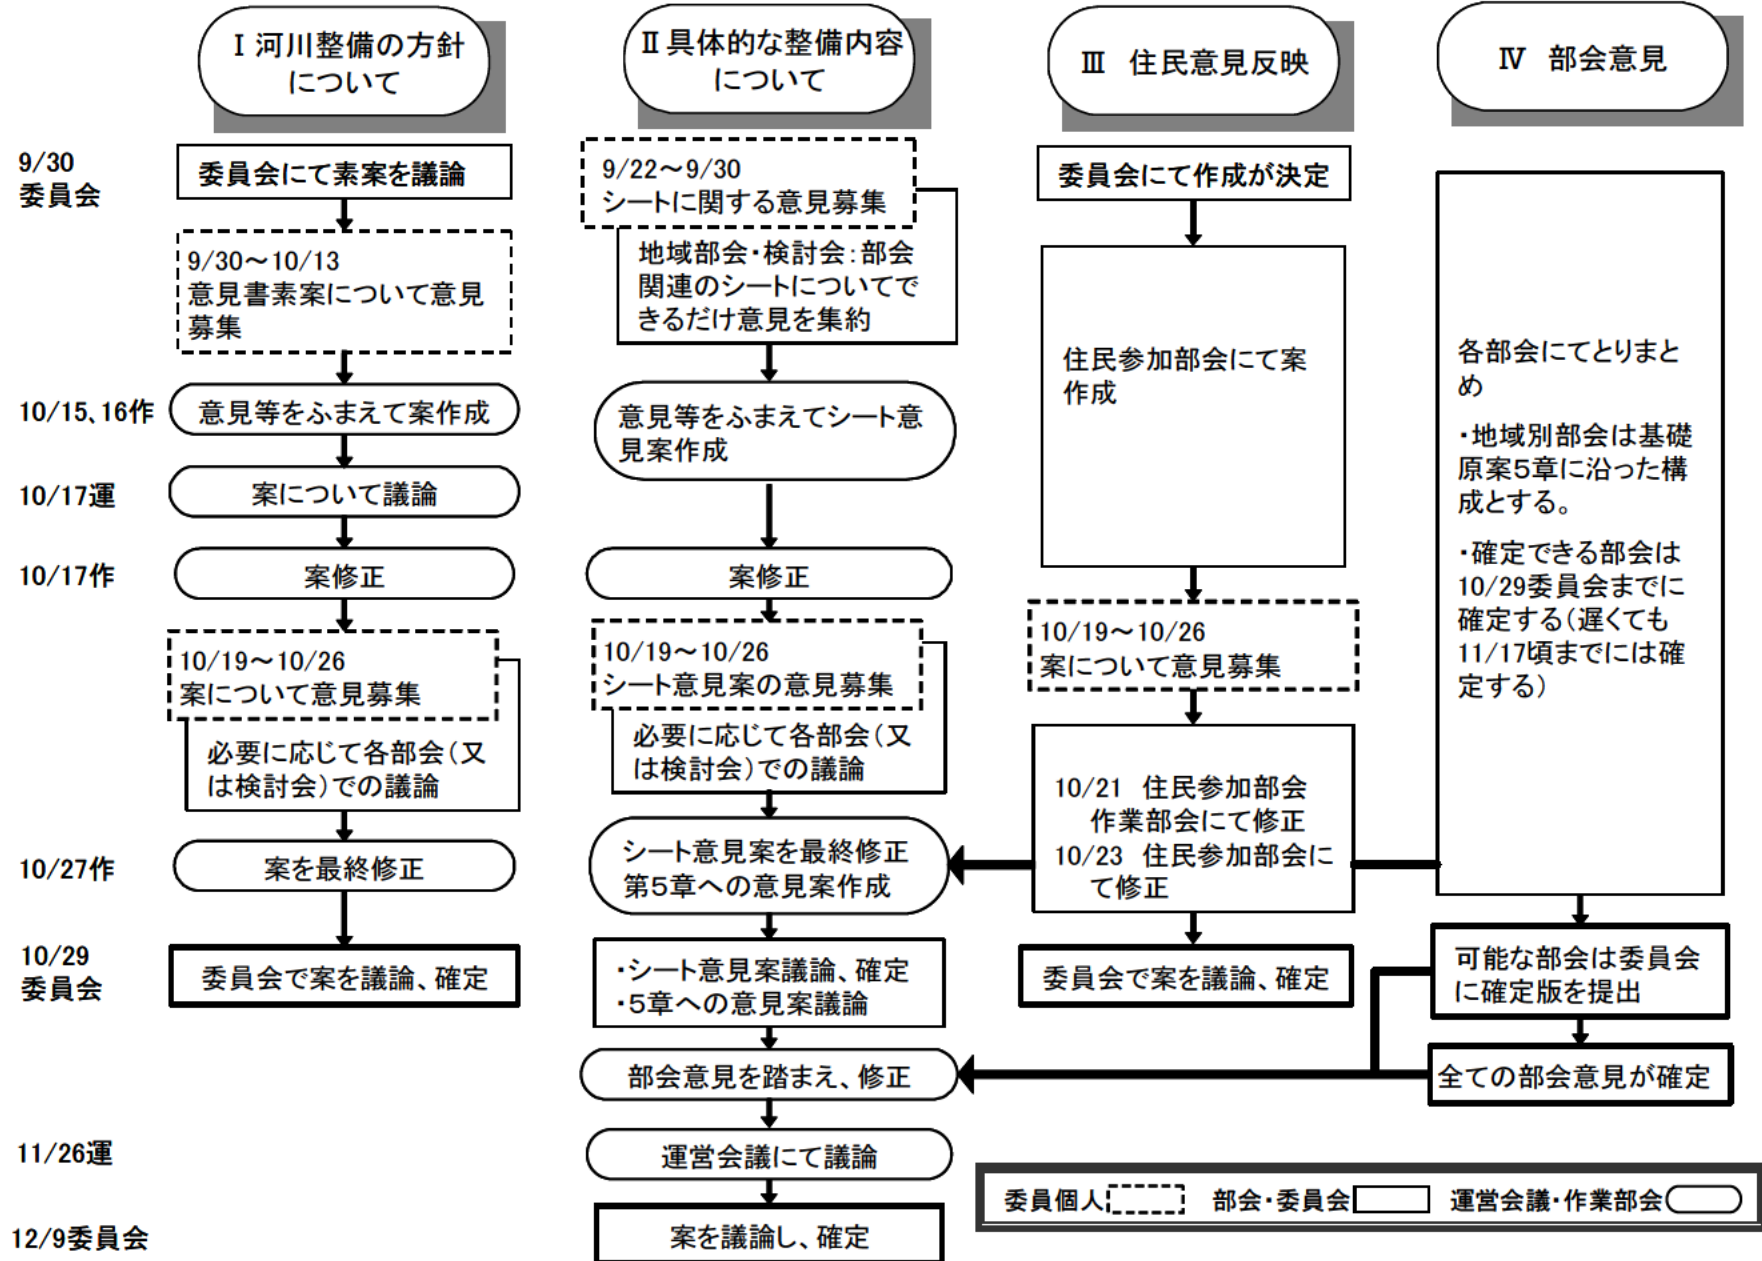 Ⅰ 河川整備の方針
について
Ⅱ 具体的な整備内容
について
Ⅲ 住民意見反映
Ⅳ 部会意見
9/30
委員会
委員会にて素案を議論
9/30～10/13
意見書素案について意見
募集
10/15、16作
意見等をふまえて案作成
10/17運
案について議論
10/17作
案修正
10/19～10/26
案について意見募集
必要に応じて各部会（又
は検討会）での議論
10/27作
案を最終修正
10/29
委員会
委員会で案を議論、確定
9/22～9/30
シートに関する意見募集
地域部会・検討会：部会
関連のシートについてで
きるだけ意見を集約
意見等をふまえてシート意
見案作成
案修正
10/19～10/26
シート意見案の意見募集
必要に応じて各部会（又
は検討会）での議論
シート意見案を最終修正
第5章への意見案作成
・シート意見案議論、確定
・5章への意見案議論
部会意見を踏まえ、修正
11/26運
運営会議にて議論
12/9委員会
案を議論し、確定
委員会にて作成が決定
住民参加部会にて案
作成
10/19～10/26
案について意見募集
10/21 住民参加部会
作業部会にて修正
10/23 住民参加部会に
て修正
委員会で案を議論、確定
各部会にてとりまと
め
・地域別部会は基礎
原案5章に沿った構
成とする。
・確定できる部会は
10/29委員会までに
確定する（遅くても
11/17頃までには確
定する）
可能な部会は委員会
に確定版を提出
全ての部会意見が確定
委員個人 部会・委員会 運営会議・作業部会